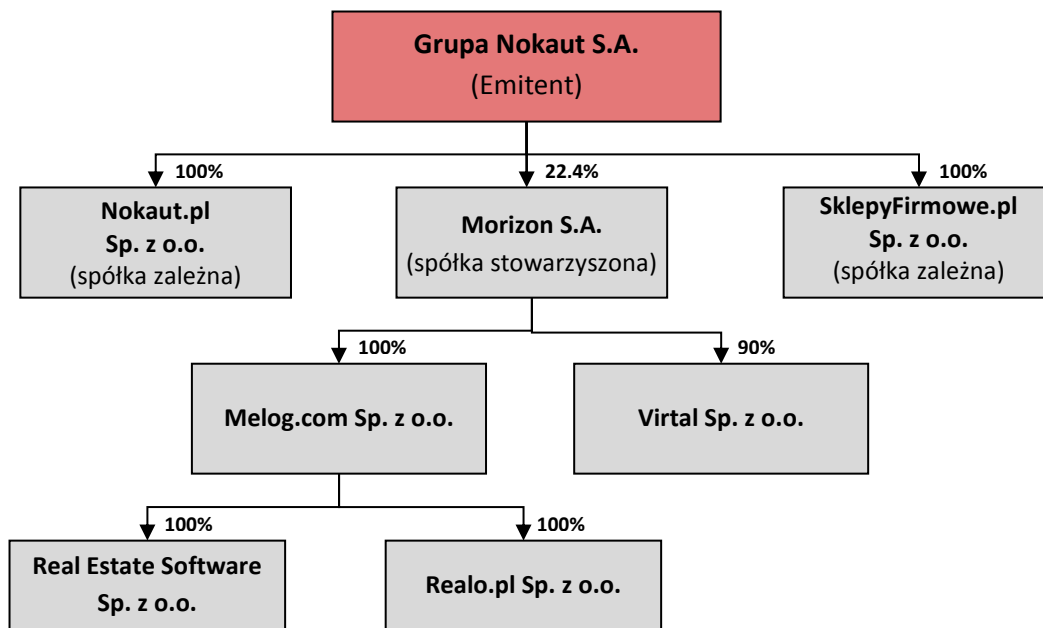 Grupa Nokaut S.A.
(Emitent)
100%
22.4%
100%
Nokaut.pl
Sp. z o.o.
(spółka zależna)
Morizon S.A.
(spółka stowarzyszona)
SklepyFirmowe.pl
Sp. z o.o.
(spółka zależna)
100%
90%
Melog.com Sp. z o.o.
Virtal Sp. z o.o.
100%
100%
Real Estate Software
Sp. z o.o.
Realo.pl Sp. z o.o.